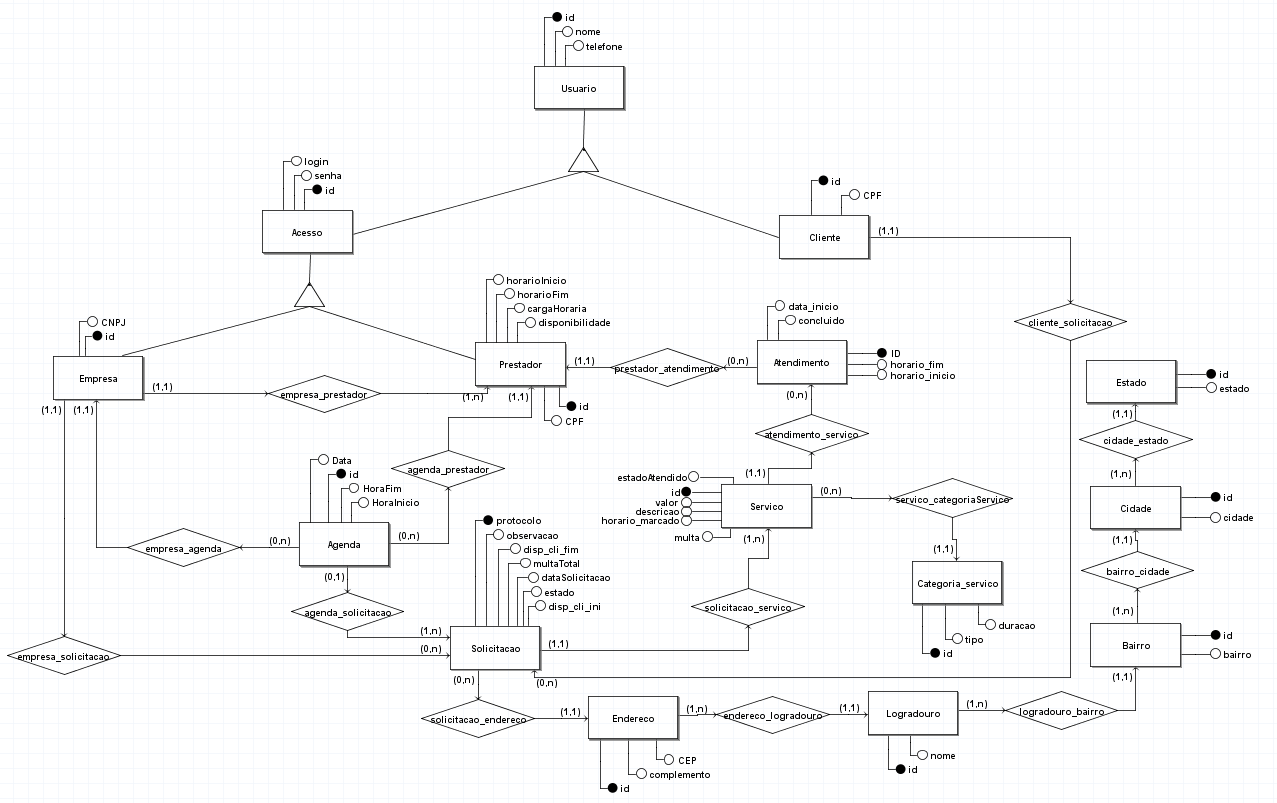 id
nome
telefone
Usuario
login
senha
id
Acesso
id
CPF
Cliente
(1,1)
cliente_solicitacao
CNPJ
id
Empresa
(1,1)
(1,1)
(1,1)
empresa_prestador
horarioInicio
horarioFim
cargaHoraria
disponibilidade
Prestador
(1,n)
(1,1)
id
CPF
(1,1)
prestador_atendimento
(0,n)
data_inicio
concluido
Atendimento
ID
horario_fim
horario_inicio
(0,n)
atendimento_servico
(1,1)
Estado
id
estado
(1,1)
cidade_estado
(1,n)
Cidade
id
cidade
(1,1)
bairro_cidade
(1,n)
Bairro
id
bairro
(1,1)
agenda_prestador
Data
id
HoraFim
HoraInicio
Agenda
(0,n)
(0,n)
empresa_agenda
(0,1)
agenda_solicitacao
(1,n)
estadoAtendido
id
valor
descricao
horario_marcado
multa
Servico
(0,n)
servico_categoriaServico
(1,1)
Categoria_servico
duracao
tipo
id
(1,n)
solicitacao_servico
(1,1)
protocolo
observacao
disp_cli_fim
multaTotal
dataSolicitacao
estado
disp_cli_ini
Solicitacao
empresa_solicitacao
(0,n)
(0,n)
(0,n)
solicitacao_endereco
(1,1)
Endereco
CEP
complemento
id
(1,n)
endereco_logradouro
(1,1)
Logradouro
nome
id
(1,n)
logradouro_bairro